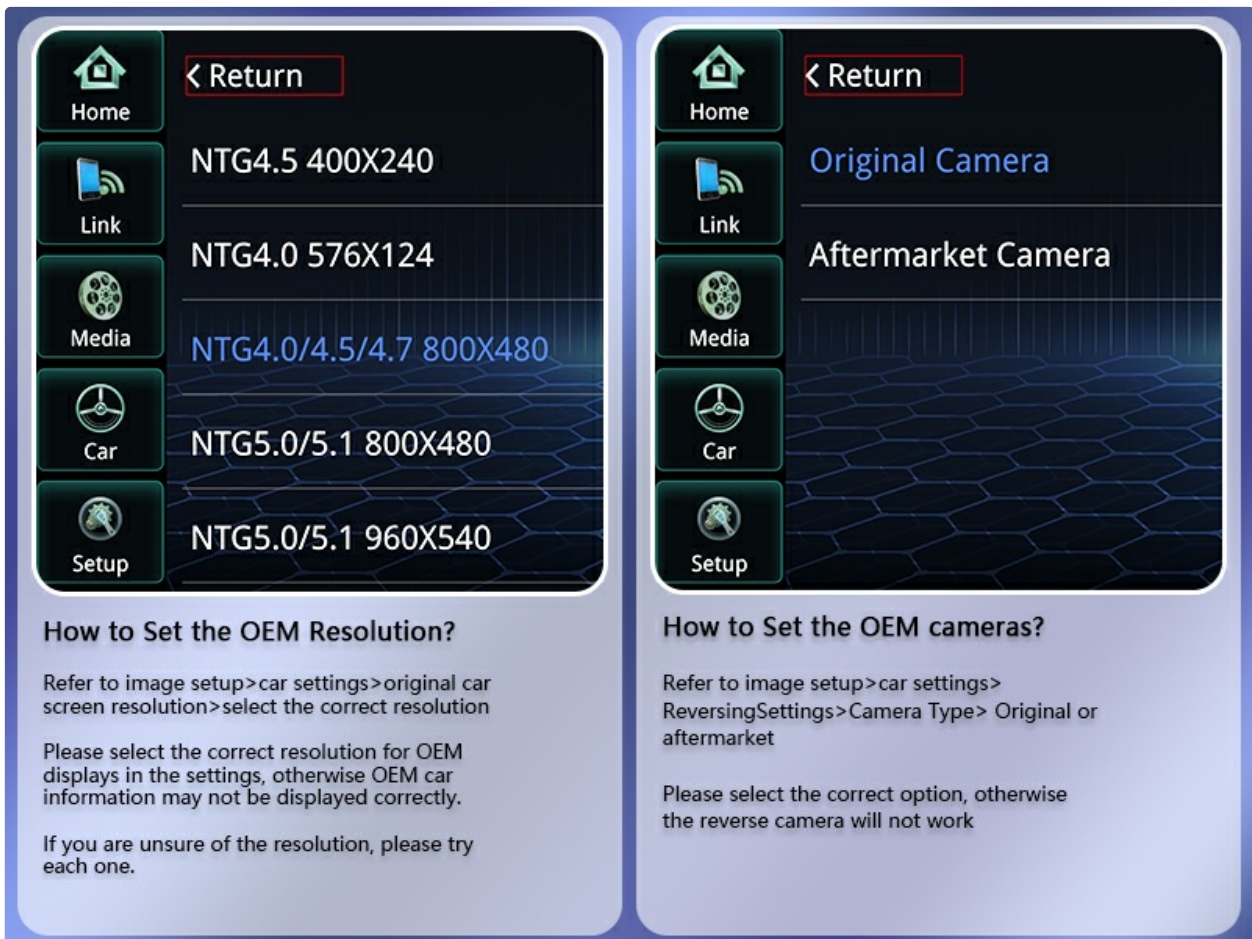 Home
< Return
NTG4.5 400X240
Link
NTG4.0 576X124
Media
NTG4.0/4.5/4.7 800X480
Car
NTG5.0/5.1 800X480
Setup
NTG5.0/5.1 960X540
How to Set the OEM Resolution?
Refer to image setup>car settings>original car
screen resolution>select the correct resolution
Please select the correct resolution for OEM
displays in the settings, otherwise OEM car
information may not be displayed correctly.
If you are unsure of the resolution, please try
each one.
Home
< Return
Original Camera
Link
Aftermarket Camera
Media
Car
Setup
How to Set the OEM cameras?
Refer to image setup>car settings>
ReversingSettings>Camera Type> Original or
aftermarket
Please select the correct option, otherwise
the reverse camera will not work